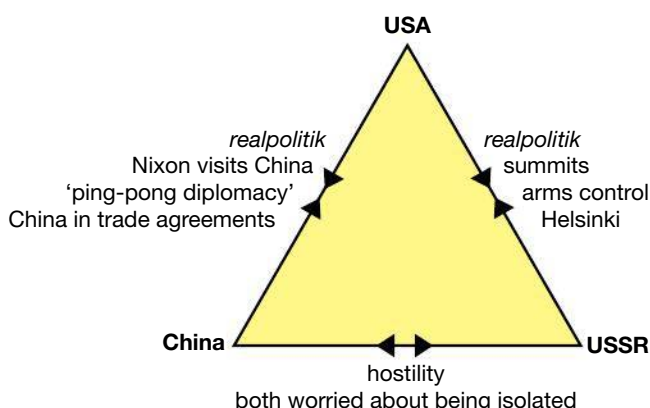 USA
realpolitik
Nixon visits China
‘ping-pong diplomacy’
China in trade agreements
realpolitik
summits
arms control
Helsinki
China
USSR
hostility
both worried about being isolated